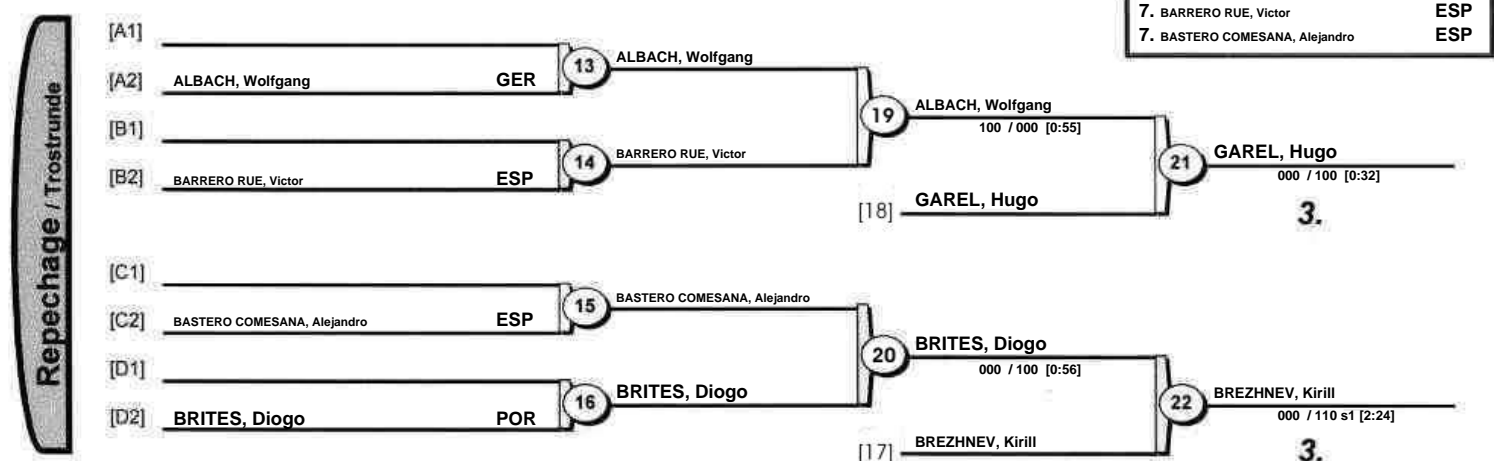 7. BARRERO RUE, Victor ESP
7. BASTERO COMESANA, Alejandro ESP
Repechage / Trostrunde
[A1]
[A2] ALBACH, Wolfgang GER
13 ALBACH, Wolfgang
[B1]
[B2] BARRERO RUE, Victor ESP
14 BARRERO RUE, Victor
19 ALBACH, Wolfgang
100 / 000 [0:55]
[18] GAREL, Hugo
21 GAREL, Hugo
000 / 100 [0:32]
3.
[C1]
[C2] BASTERO COMESANA, Alejandro ESP
15 BASTERO COMESANA, Alejandro
[D1]
[D2] BRITES, Diogo POR
16 BRITES, Diogo
20 BRITES, Diogo
000 / 100 [0:56]
[17] BREZHNEV, Kirill
22 BREZHNEV, Kirill
000 / 110 s1 [2:24]
3.